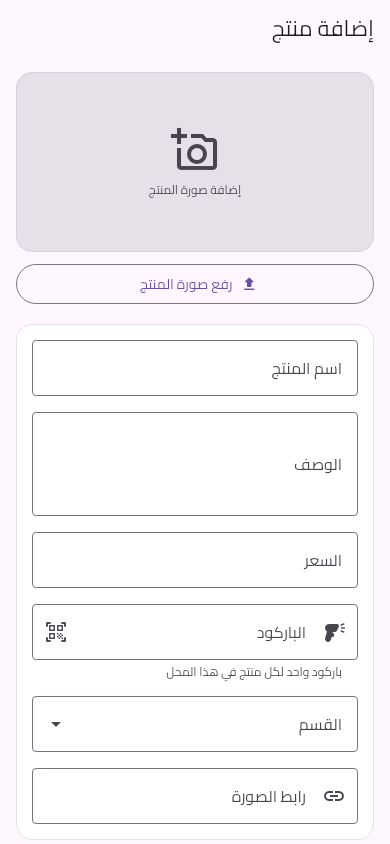 إضافة منتج
إضافة صورة المنتج
رفع صورة المنتج
اسم المنتج
الوصف
السعر
الباركود
باركود واحد لكل منتج في هذا المحل
القسم
رابط الصورة